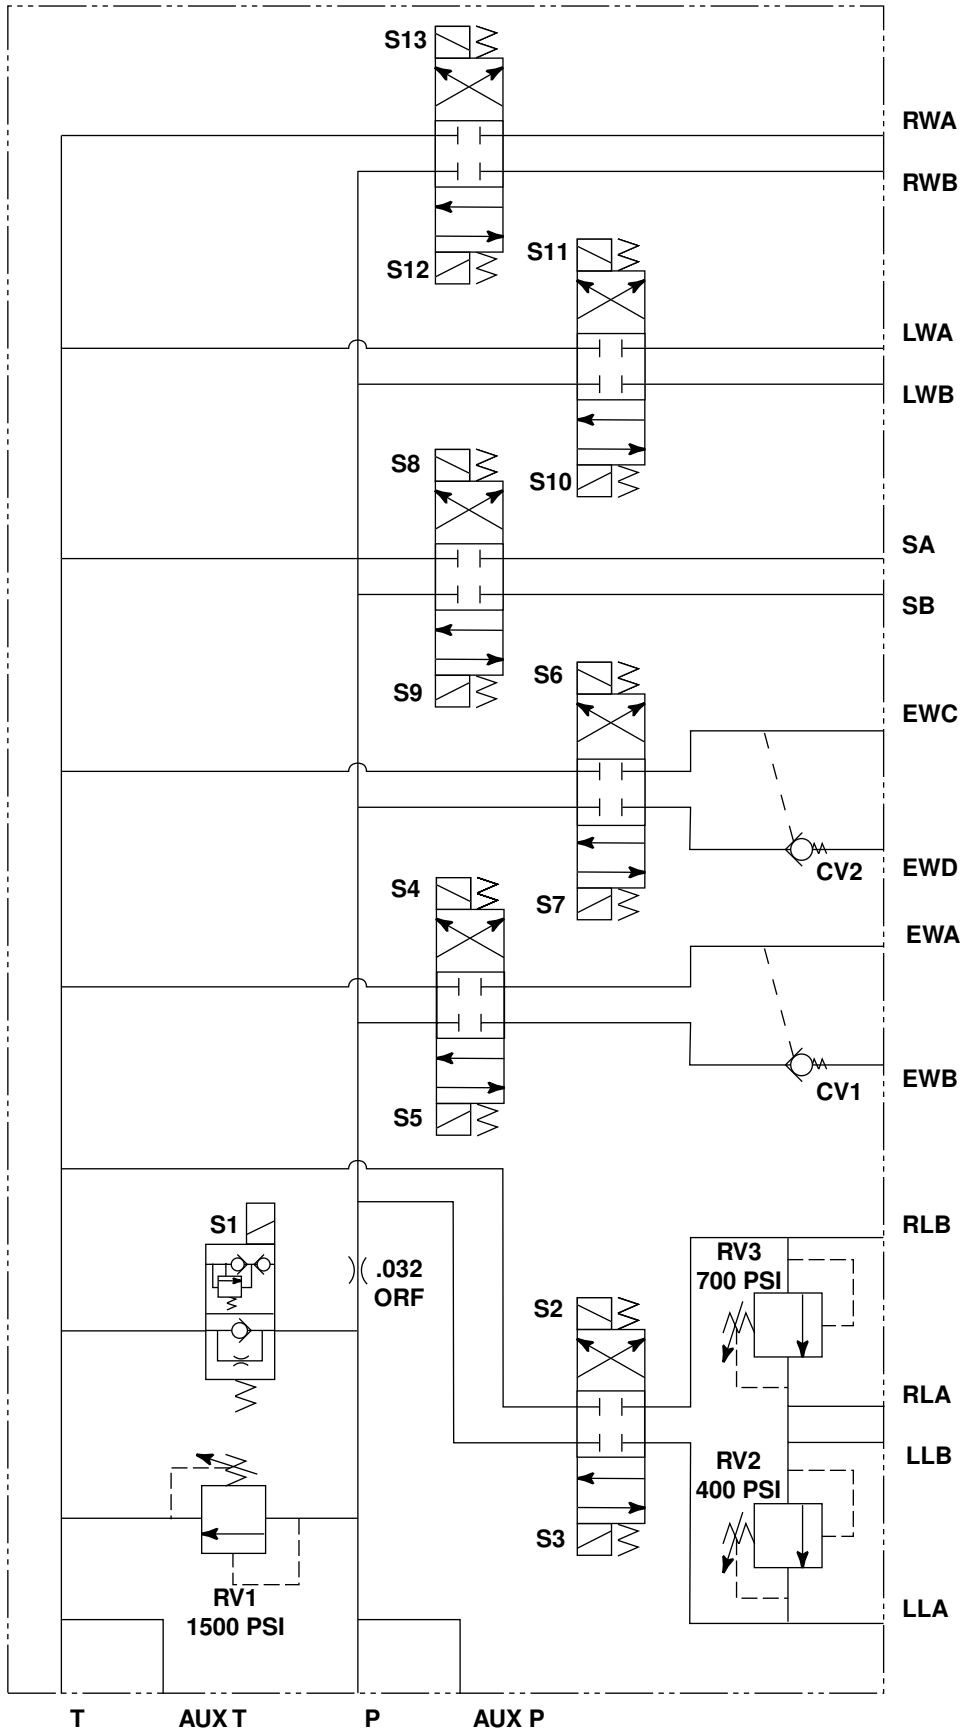 S13
RWA
RWB
S12
S11
LWA
LWB
S8
S10
SA
SB
S9
S6
EWC
CV2
EWD
S4
S7
EWA
CV1
EWB
S5
S1
RLB
RV3
700 PSI
.032
ORF
S2
RLA
LLB
RV2
400 PSI
S3
RV1
1500 PSI
LLA
T
AUX T
P
AUX P